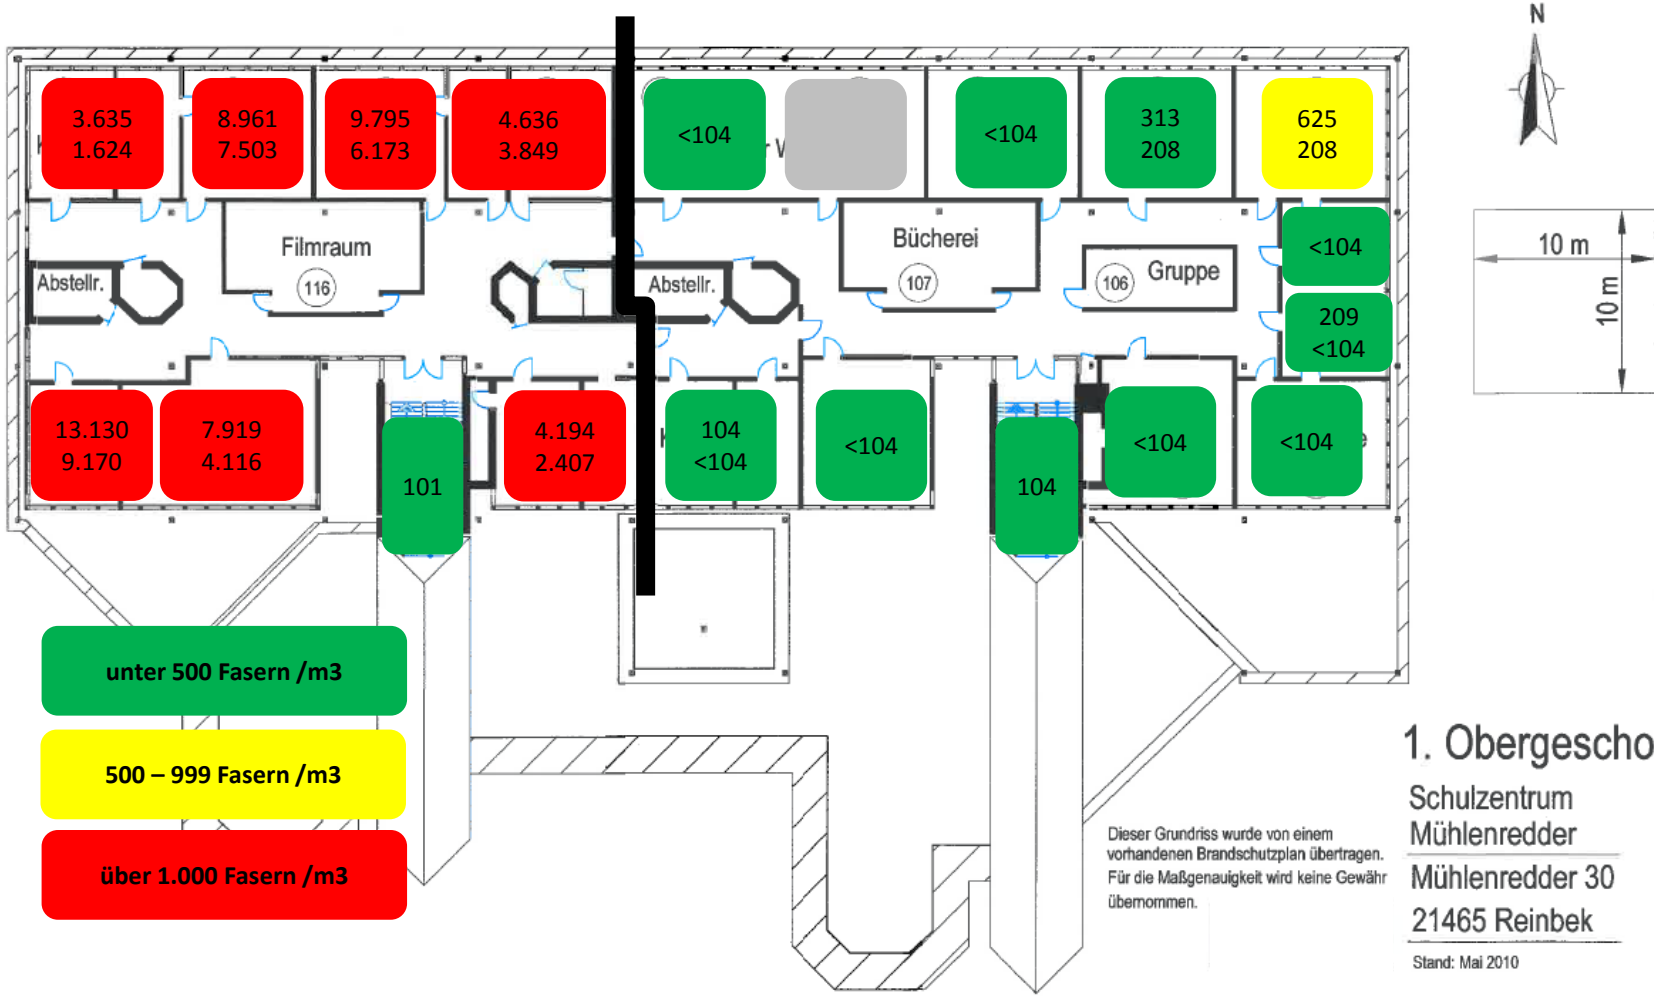 N
3.635
1.624
8.961
7.503
9.795
6.173
4.636
3.849
<104
<104
313
208
625
208
Filmraum
116
Abstellr.
Abstellr.
Bücherei
107
106 Gruppe
<104
209
<104
10 m
10 m
13.130
9.170
7.919
4.116
101
4.194
2.407
104
<104
<104
104
<104
<104
unter 500 Fasern /m3
500 – 999 Fasern /m3
über 1.000 Fasern /m3
Dieser Grundriss wurde von einem
vorhandenen Brandschutzplan übertragen.
Für die Maßgenauigkeit wird keine Gewähr
übernommen.
1. Obergescho
Schulzentrum
Mühlenredder
Mühlenredder 30
21465 Reinbek
Stand: Mai 2010